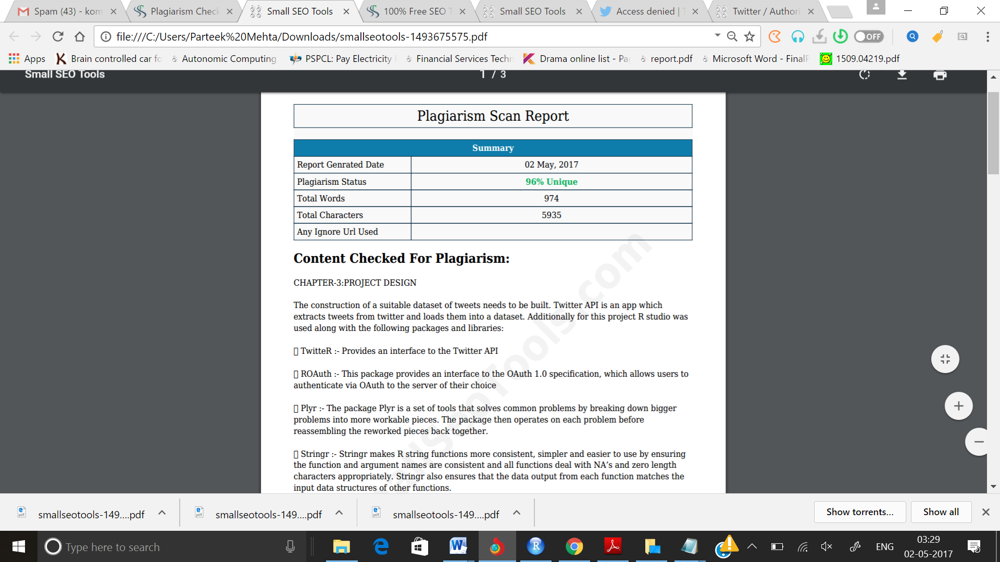 Spam (43) - kom
Plagiarism Check
Small SEO Tools
100% Free SEO T
Small SEO Tools
Access denied | T
Twitter / Authori
file:///C:/Users/Parteek%20Mehta/Downloads/smallseotools-1493675575.pdf
OFF
Apps
Brain controlled car fo
Autonomic Computing
PSPCL: Pay Electricity
Financial Services Techn
Drama online list - Pa
report.pdf
Microsoft Word - FinalP
1509.04219.pdf
Small SEO Tools
1 / 3
Plagiarism Scan Report
Summary
Report Genrated Date 02 May, 2017
Plagiarism Status 96% Unique
Total Words 974
Total Characters 5935
Any Ignore Url Used
Content Checked For Plagiarism:
CHAPTER-3:PROJECT DESIGN
The construction of a suitable dataset of tweets needs to be built. Twitter API is an app which
extracts tweets from twitter and loads them into a dataset. Additionally for this project R studio was
used along with the following packages and libraries:
TwitteR :- Provides an interface to the Twitter API
ROAuth :- This package provides an interface to the OAuth 1.0 specification, which allows users to
authenticate via OAuth to the server of their choice
Plyr :- The package Plyr is a set of tools that solves common problems by breaking down bigger
problems into more workable pieces. The package then operates on each problem before
reassembling the reworked pieces back together.
Stringr :- Stringr makes R string functions more consistent, simpler and easier to use by ensuring
the function and argument names are consistent and all functions deal with NA’s and zero length
characters appropriately. Stringr also ensures that the data output from each function matches the
input data structures of other functions.
allseoTools.com
smallseotools-149....pdf
smallseotools-149....pdf
smallseotools-149....pdf
Show torrents...
Show all
Type here to search
ENG
03:29
02-05-2017